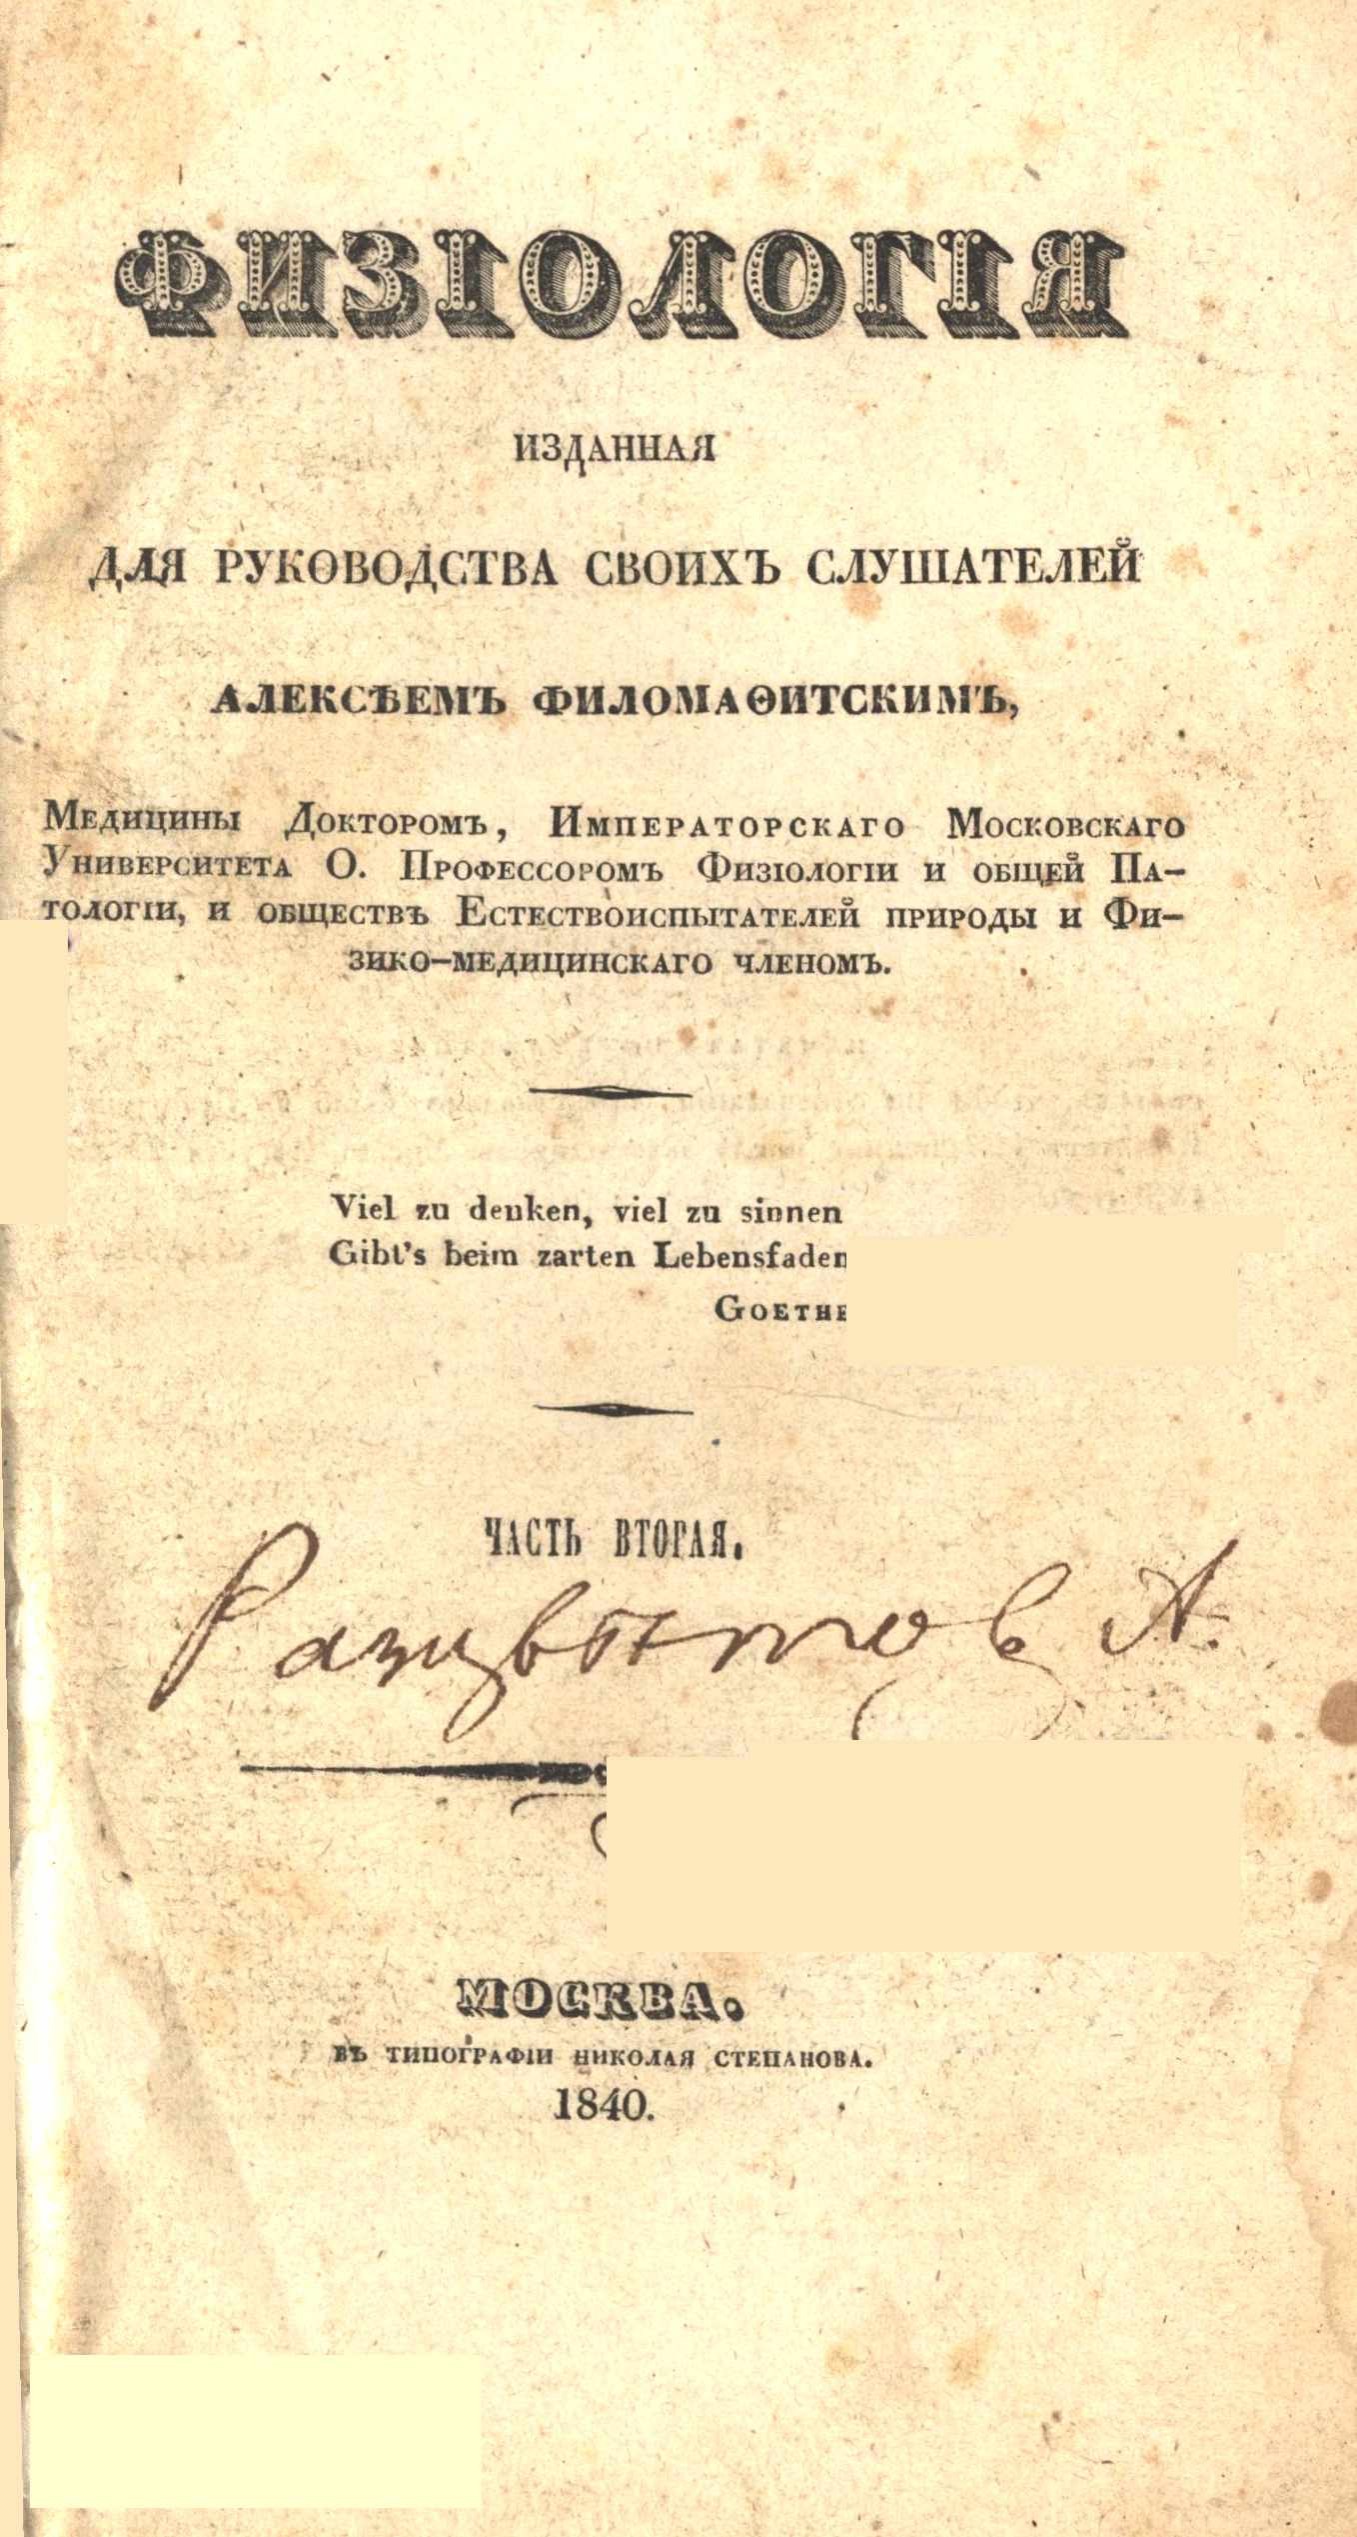 ФИЗІОЛОГІЯ
ИЗДАННАЯ
ДЛЯ РУКОВОДСТВА СВОИХЪ СЛУШАТЕЛЕЙ
АЛЕКСѢЕМЪ ФИЛОМАѲИТСКИМЪ,
Медицины Докторомъ, Императорскаго Московскаго
Университета О. Профессоромъ Физіологіи и общей Па-
тологіи, и обществъ Естествоиспытателей природы и Фи-
зико-медицинскаго членомъ.
Viel zu denken, viel zu sinnen
Gibt's beim zarten Lebensfaden
Goethe
ЧАСТЬ ВТОРАЯ.
Разцвѣтов А.
МОСКВА.
ВЪ ТИПОГРАФІИ НИКОЛАЯ СТЕПАНОВА.
1840.